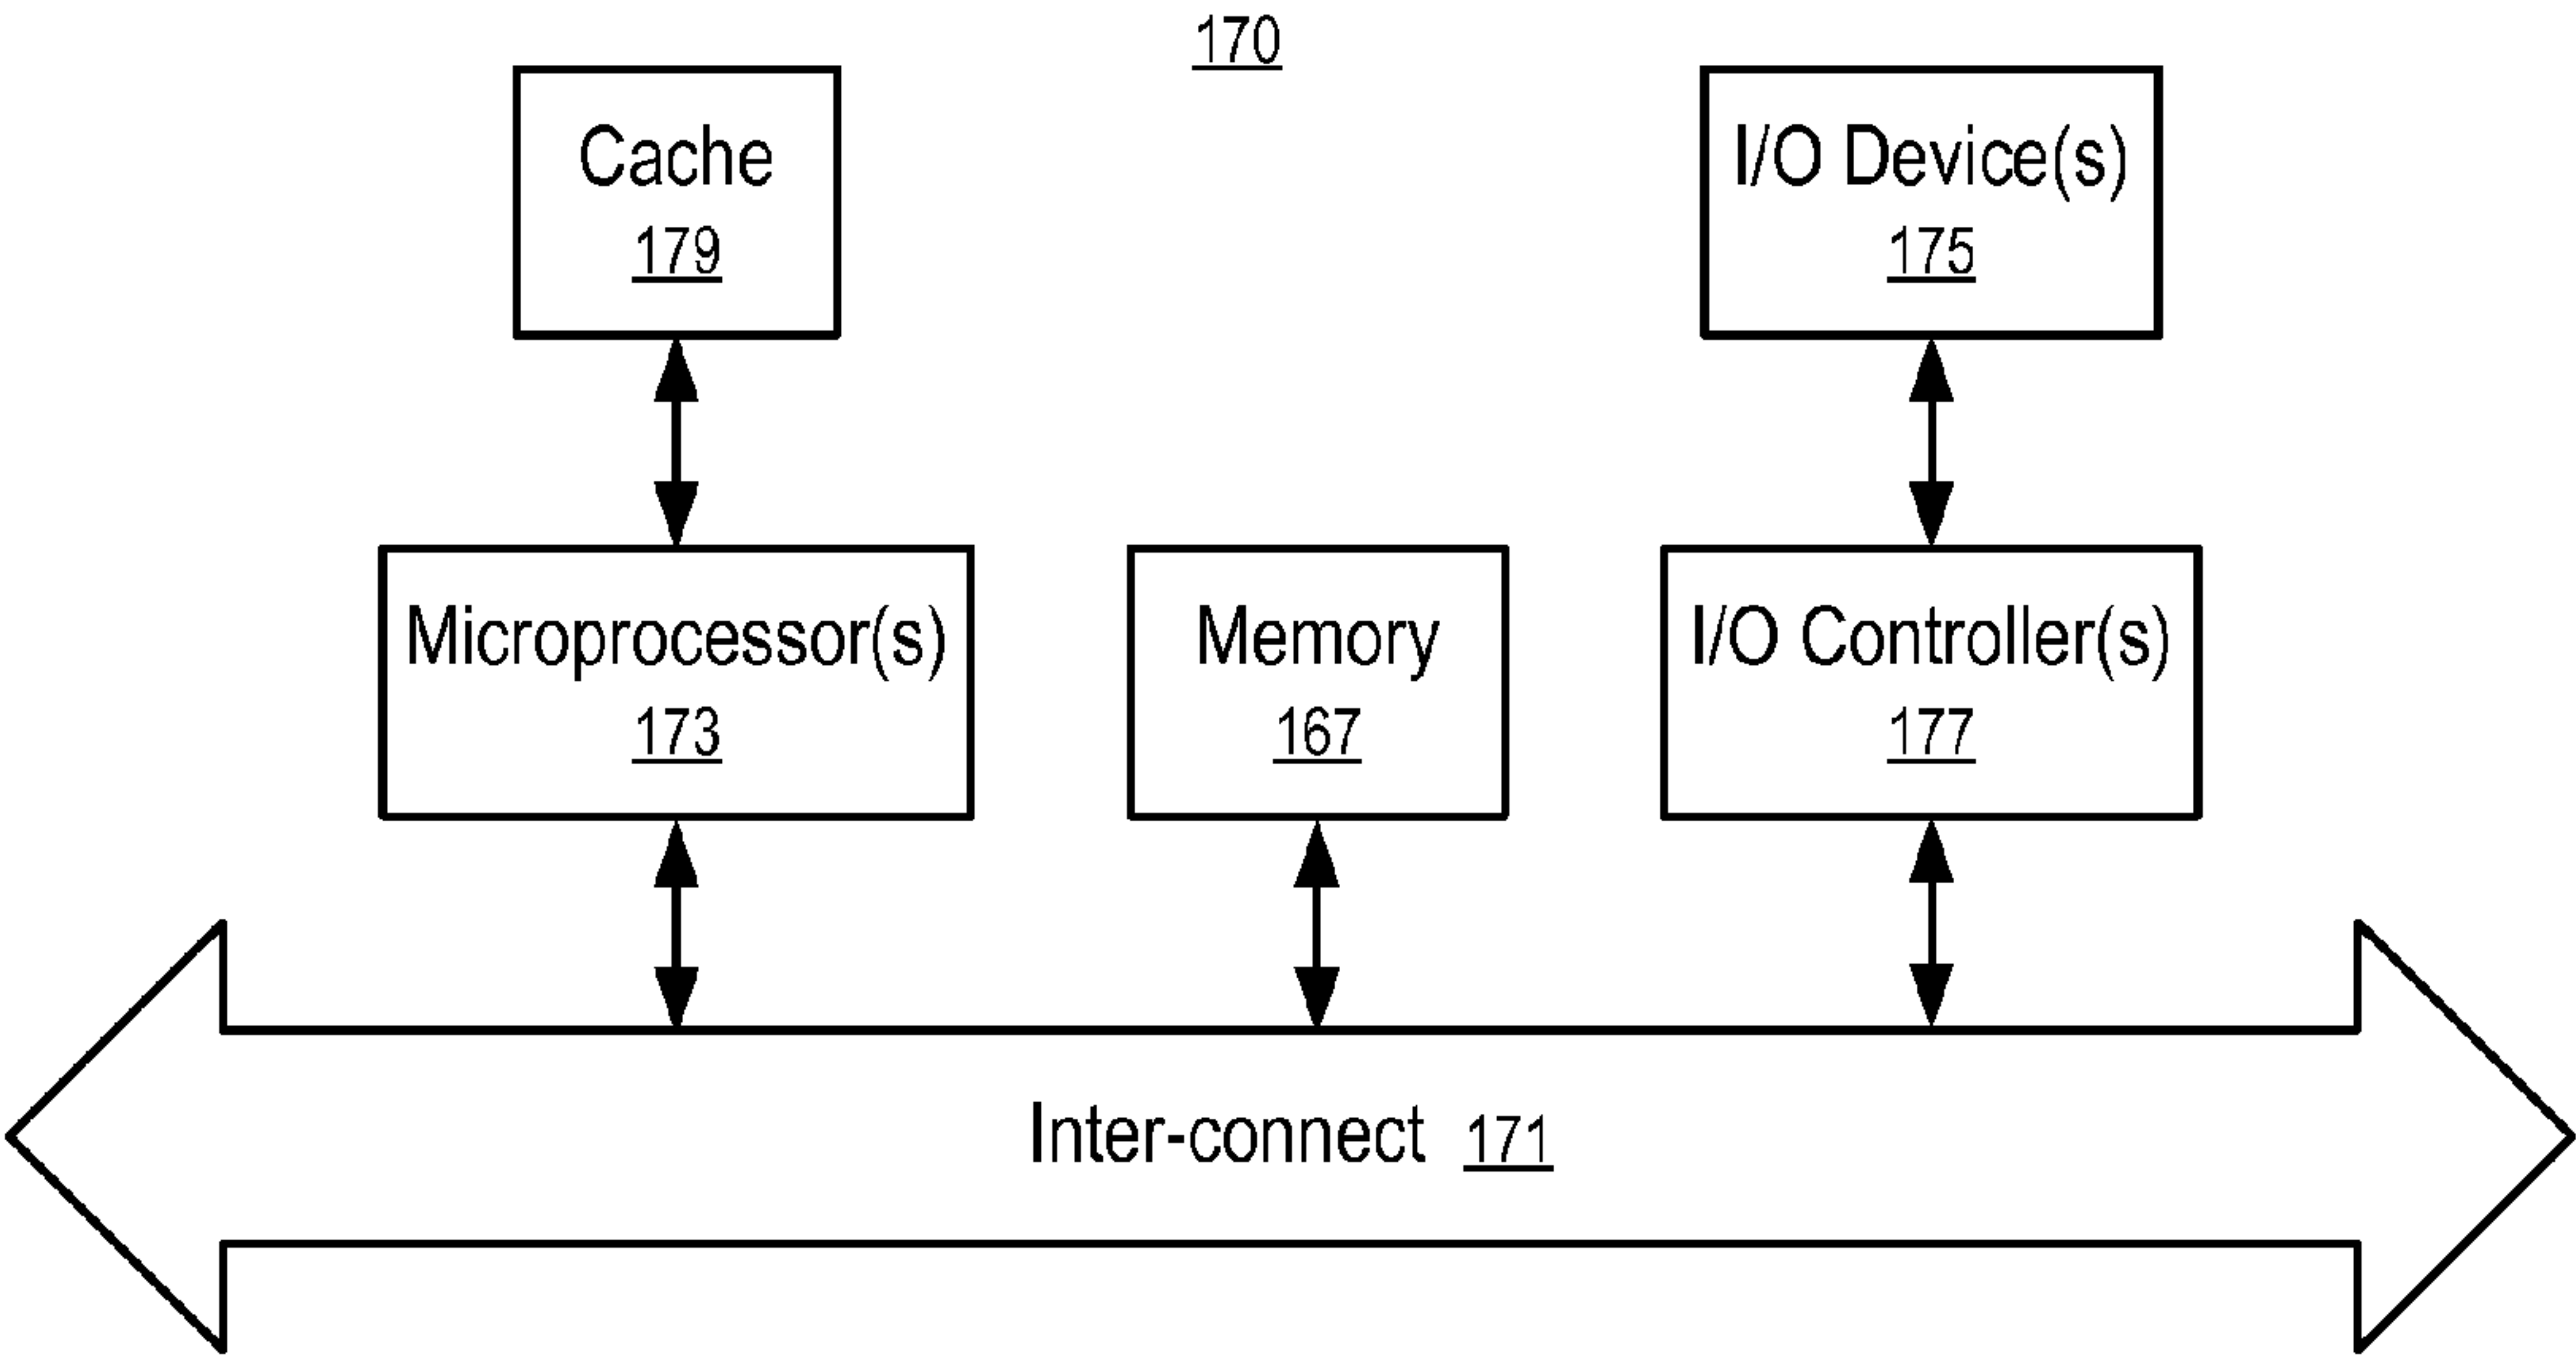 170
Cache
179
I/O Device(s)
175
Microprocessor(s)
173
Memory
167
I/O Controller(s)
177
Inter-connect 171